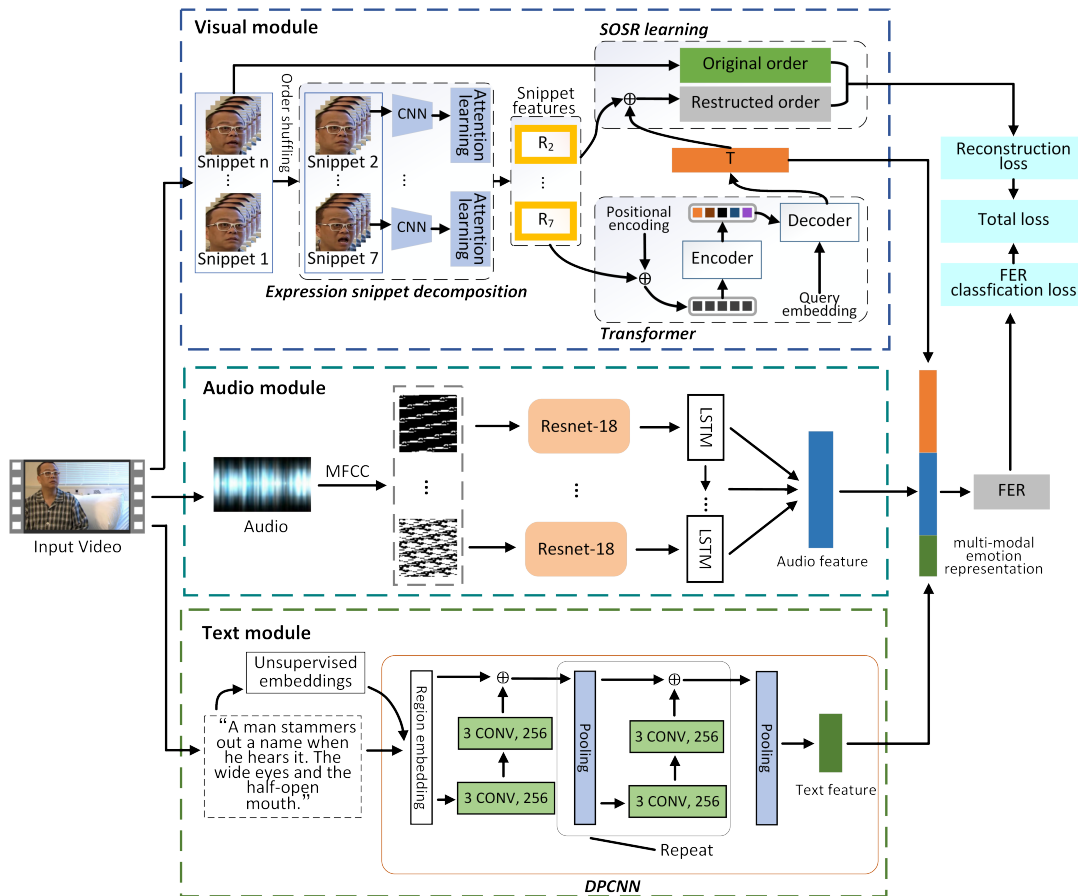 Visual module
SOSR learning
Original order
Restructed order
Order shuffling
Snippet n
...
Snippet 1
Snippet 2
...
Snippet 7
CNN
...
CNN
Attention
learning
...
Attention
learning
Snippet
features
R2
...
R7
Expression snippet decomposition
T
Positional
encoding
Encoder
Decoder
Query
embedding
Transformer
Reconstruction
loss
Total loss
FER
classfication loss
Audio module
Input Video
Audio
MFCC
...
Resnet-18
...
Resnet-18
LSTM
...
LSTM
Audio feature
FER
multi-modal
emotion
representation
Text module
Unsupervised
embeddings
“A man stammers
out a name when
he hears it. The
wide eyes and the
half-open
mouth.”
Region embedding
3 CONV, 256
3 CONV, 256
Pooling
3 CONV, 256
3 CONV, 256
Pooling
Text feature
Repeat
DPCNN